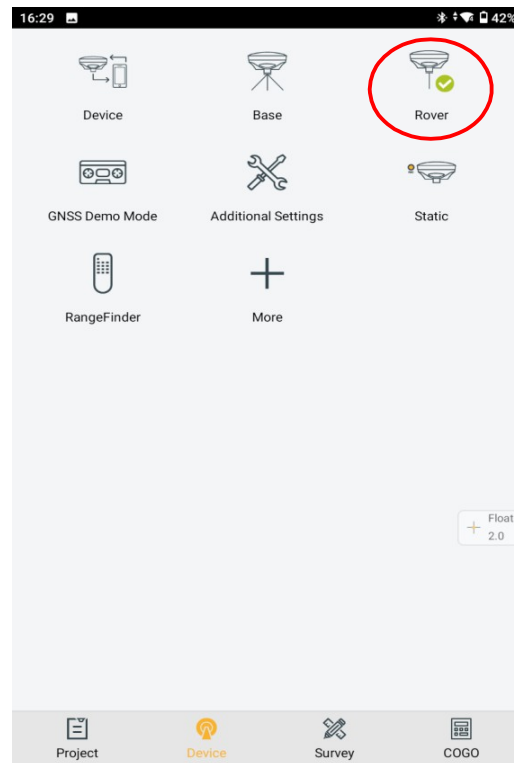 16:29 42%
Device Base Rover
GNSS Demo Mode Additional Settings Static
RangeFinder More
Float
2.0
Project Device Survey COGO